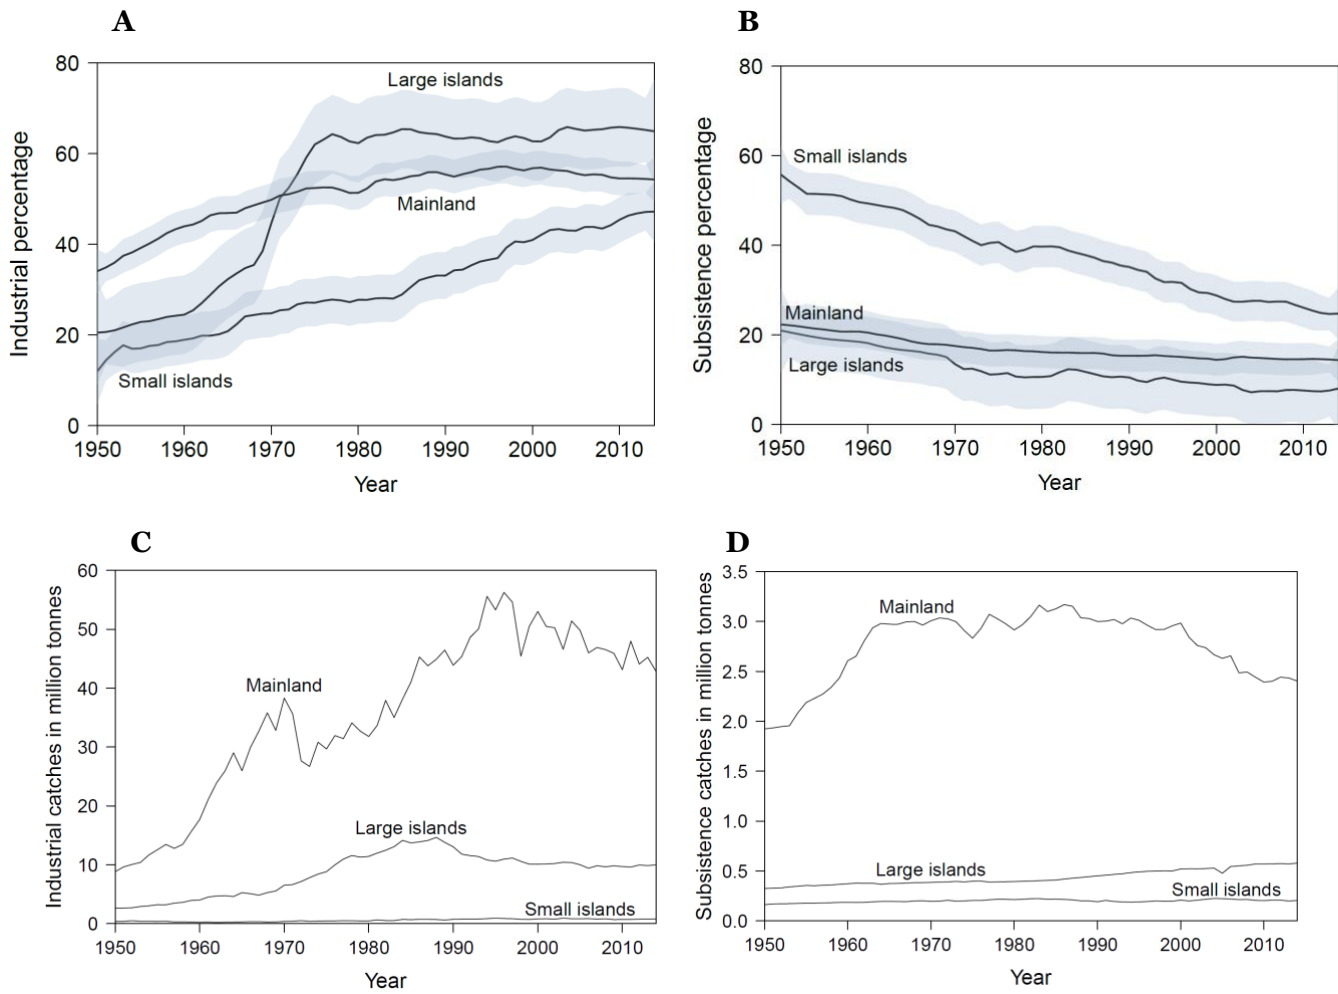 A
Industrial percentage
80
60
40
20
0
Large islands
Mainland
Small islands
1950 1960 1970 1980 1990 2000 2010
Year
B
Subsistence percentage
80
60
40
20
0
Small islands
Mainland
Large islands
1950 1960 1970 1980 1990 2000 2010
Year
C
Industrial catches in million tonnes
60
50
40
30
20
10
0
Mainland
Large islands
Small islands
1950 1960 1970 1980 1990 2000 2010
Year
D
Subsistence catches in million tonnes
3.5
3.0
2.5
2.0
1.5
1.0
0.5
0.0
Mainland
Large islands
Small islands
1950 1960 1970 1980 1990 2000 2010
Year